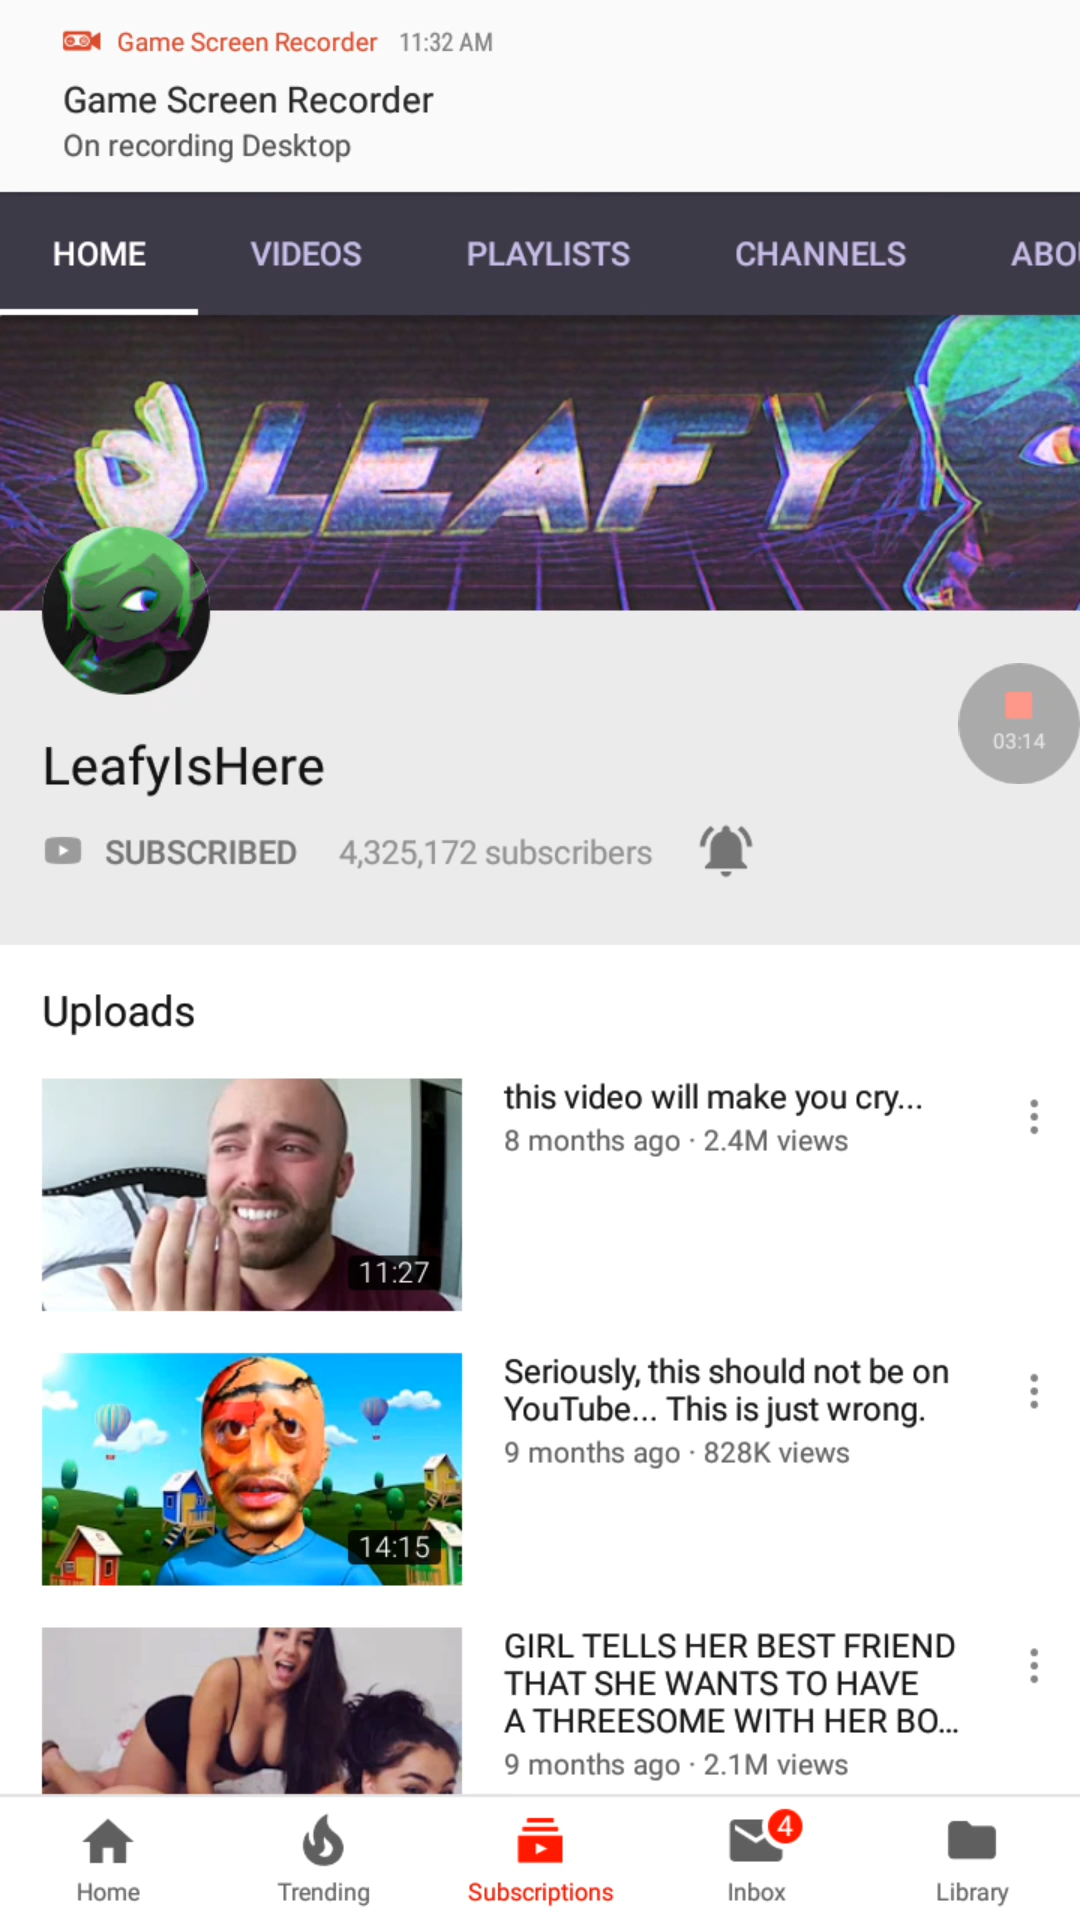 Game Screen Recorder 11:32 AM
Game Screen Recorder
On recording Desktop
HOME VIDEOS PLAYLISTS CHANNELS ABO
LEAFY
03:14
LeafyIsHere
SUBSCRIBED 4,325,172 subscribers
Uploads
this video will make you cry...
8 months ago · 2.4M views
11:27
Seriously, this should not be on
YouTube... This is just wrong.
9 months ago · 828K views
14:15
GIRL TELLS HER BEST FRIEND
THAT SHE WANTS TO HAVE
A THREESOME WITH HER BO...
9 months ago · 2.1M views
4
Home Trending Subscriptions Inbox Library